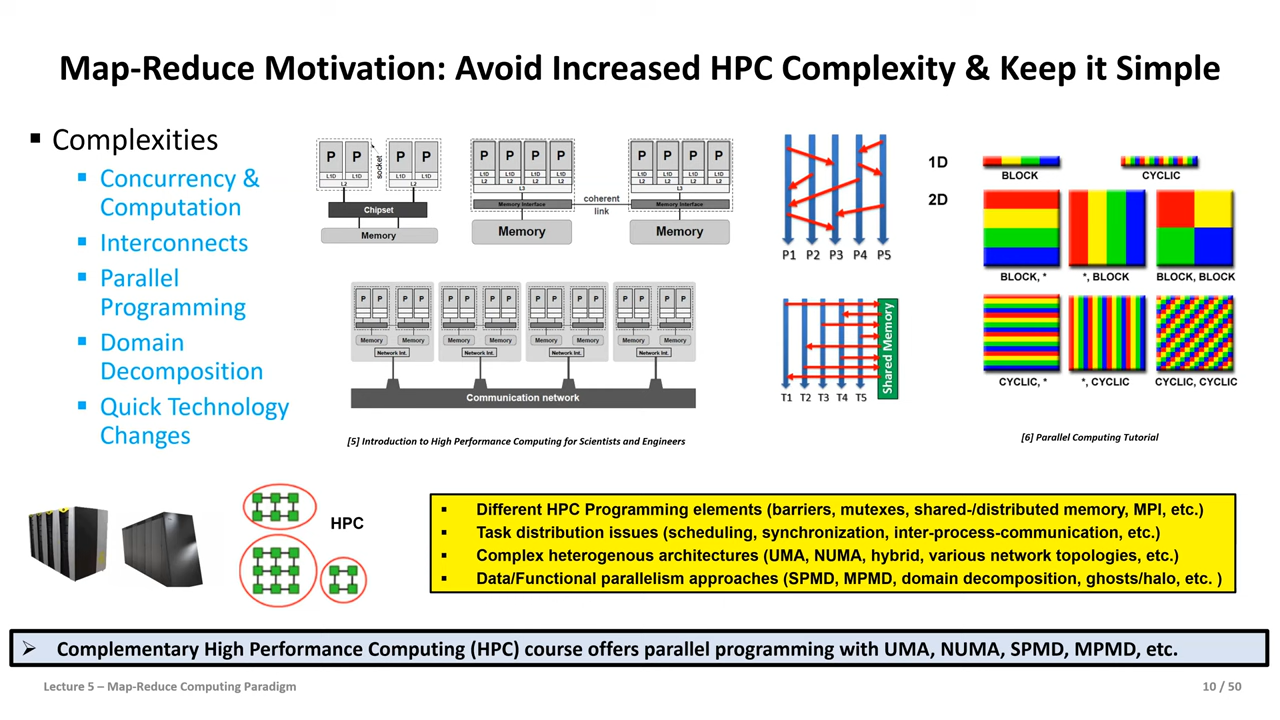 Map-Reduce Motivation: Avoid Increased HPC Complexity & Keep it Simple
▪ Complexities
▪ Concurrency &
Computation
▪ Interconnects
▪ Parallel
Programming
▪ Domain
Decomposition
▪ Quick Technology
Changes
P P P P
socket
L1D L1D L1D L1D
L2 L2
Chipset
Memory
P P P P P P P P
L1D L1D L1D L1D L1D L1D L1D L1D
L2 L2 L2 L2 L2 L2 L2 L2
L3 L3
Memory Interface coherent link Memory Interface
Memory Memory
P P P P P P P P P P P P P P P P
Memory Memory Memory Memory Memory Memory Memory Memory
Network Int. Network Int. Network Int. Network Int.
Communication network
[5] Introduction to High Performance Computing for Scientists and Engineers
P1 P2 P3 P4 P5
Shared Memory
T1 T2 T3 T4 T5
1D
BLOCK CYCLIC
2D
BLOCK, * *, BLOCK BLOCK, BLOCK
CYCLIC, * *, CYCLIC CYCLIC, CYCLIC
[6] Parallel Computing Tutorial
HPC
▪ Different HPC Programming elements (barriers, mutexes, shared-/distributed memory, MPI, etc.)
▪ Task distribution issues (scheduling, synchronization, inter-process-communication, etc.)
▪ Complex heterogenous architectures (UMA, NUMA, hybrid, various network topologies, etc.)
▪ Data/Functional parallelism approaches (SPMD, MPMD, domain decomposition, ghosts/halo, etc. )
➢ Complementary High Performance Computing (HPC) course offers parallel programming with UMA, NUMA, SPMD, MPMD, etc.
Lecture 5 – Map-Reduce Computing Paradigm 10 / 50